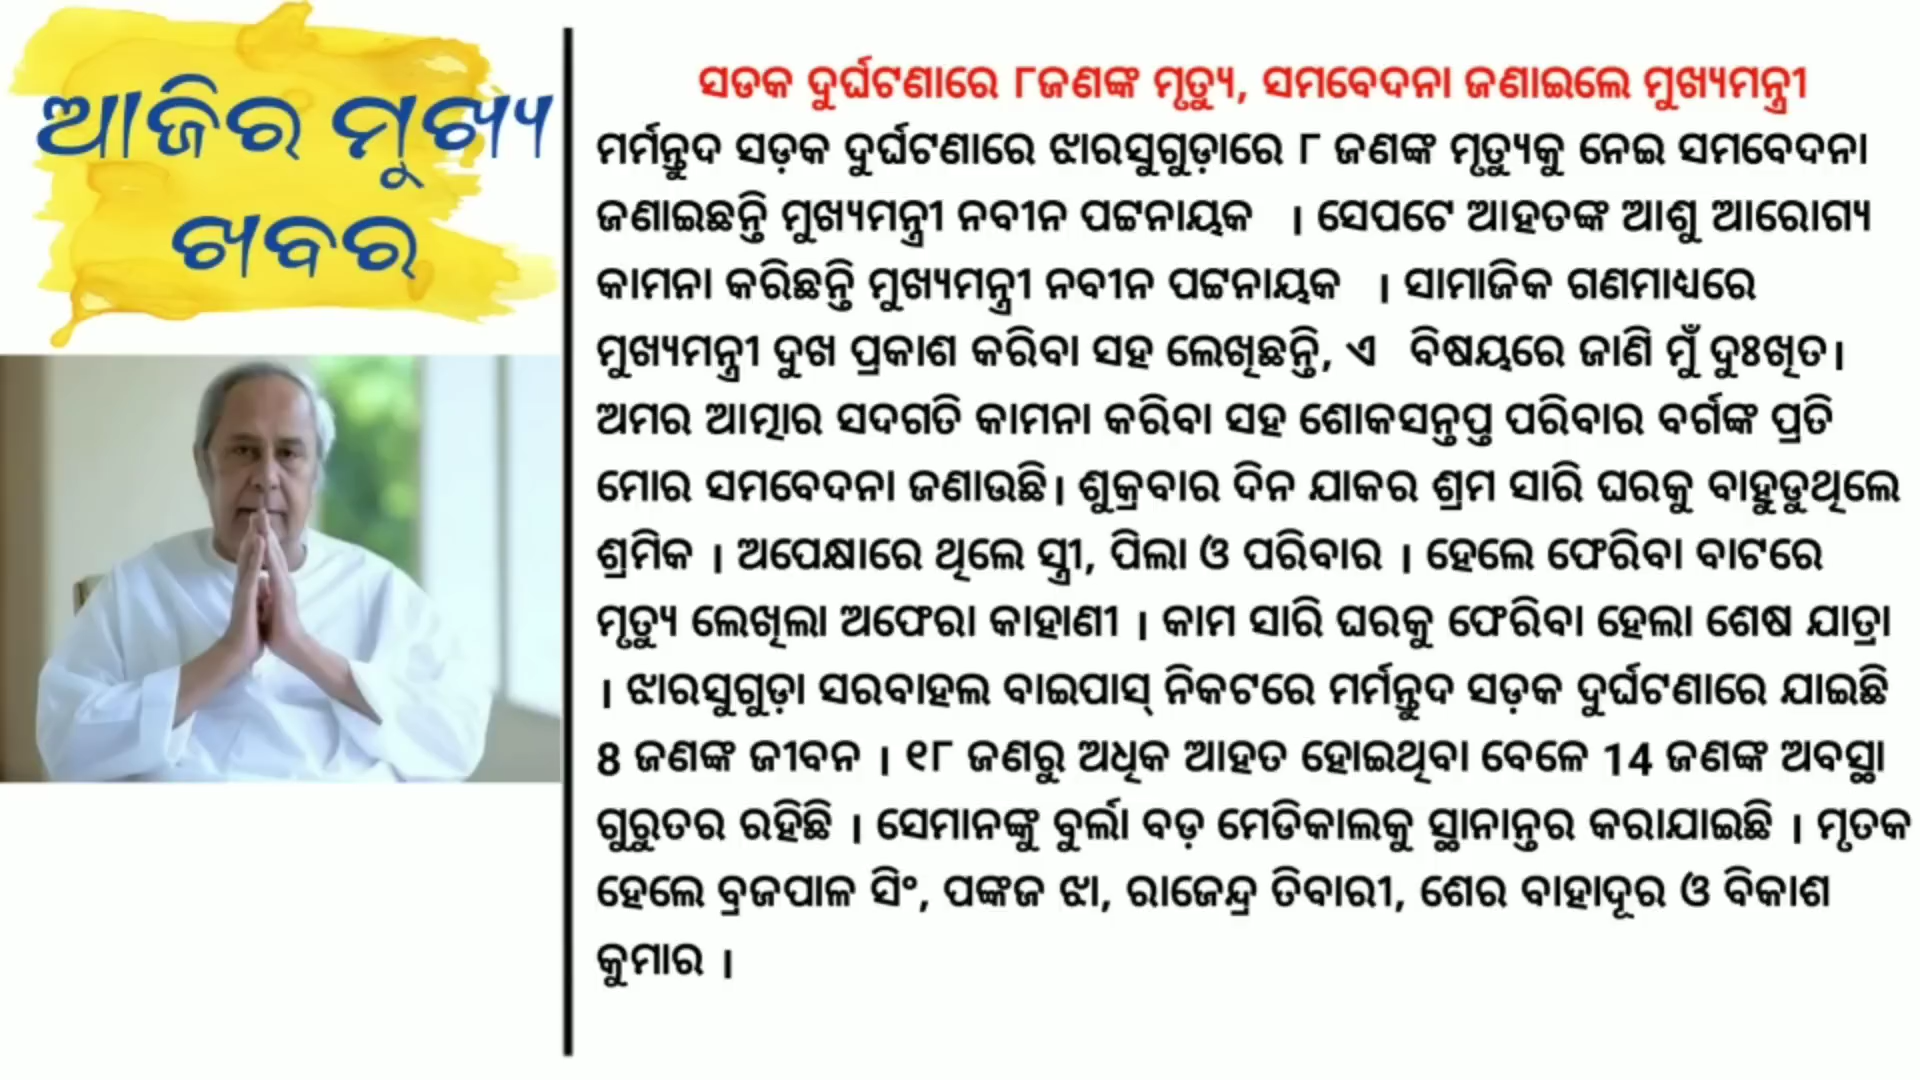 ଆଜିର ମୁଖ୍ୟ
ଖବର
ସଡକ ଦୁର୍ଘଟଣାରେ ୮ଜଣଙ୍କ ମୃତ୍ୟୁ, ସମବେଦନା ଜଣାଇଲେ ମୁଖ୍ୟମନ୍ତ୍ରୀ
ମର୍ମନ୍ତୁଦ ସଡ଼କ ଦୁର୍ଘଟଣାରେ ଝାରସୁଗୁଡ଼ାରେ ୮ ଜଣଙ୍କ ମୃତ୍ୟୁକୁ ନେଇ ସମବେଦନା
ଜଣାଇଛନ୍ତି ମୁଖ୍ୟମନ୍ତ୍ରୀ ନବୀନ ପଟ୍ଟନାୟକ । ସେପଟେ ଆହତଙ୍କ ଆଶୁ ଆରୋଗ୍ୟ
କାମନା କରିଛନ୍ତି ମୁଖ୍ୟମନ୍ତ୍ରୀ ନବୀନ ପଟ୍ଟନାୟକ । ସାମାଜିକ ଗଣମାଧ୍ୟରେ
ମୁଖ୍ୟମନ୍ତ୍ରୀ ଦୁଖ ପ୍ରକାଶ କରିବା ସହ ଲେଖିଛନ୍ତି, ଏ ବିଷୟରେ ଜାଣି ମୁଁ ଦୁଃଖିତ।
ଅମର ଆତ୍ମାର ସଦଗତି କାମନା କରିବା ସହ ଶୋକସନ୍ତପ୍ତ ପରିବାର ବର୍ଗଙ୍କ ପ୍ରତି
ମୋର ସମବେଦନା ଜଣାଉଛି। ଶୁକ୍ରବାର ଦିନ ଯାକର ଶ୍ରମ ସାରି ଘରକୁ ବାହୁଡୁଥିଲେ
ଶ୍ରମିକ । ଅପେକ୍ଷାରେ ଥିଲେ ସ୍ତ୍ରୀ, ପିଲା ଓ ପରିବାର । ହେଲେ ଫେରିବା ବାଟରେ
ମୃତ୍ୟୁ ଲେଖିଲା ଅଫେରା କାହାଣୀ । କାମ ସାରି ଘରକୁ ଫେରିବା ହେଲା ଶେଷ ଯାତ୍ରା
। ଝାରସୁଗୁଡ଼ା ସରବାହଲ ବାଇପାସ୍ ନିକଟରେ ମର୍ମନ୍ତୁଦ ସଡ଼କ ଦୁର୍ଘଟଣାରେ ଯାଇଛି
8 ଜଣଙ୍କ ଜୀବନ । ୧୮ ଜଣରୁ ଅଧିକ ଆହତ ହୋଇଥିବା ବେଳେ 14 ଜଣଙ୍କ ଅବସ୍ଥା
ଗୁରୁତର ରହିଛି । ସେମାନଙ୍କୁ ବୁର୍ଲା ବଡ଼ ମେଡିକାଲକୁ ସ୍ଥାନାନ୍ତର କରାଯାଇଛି । ମୃତକ
ହେଲେ ବ୍ରଜପାଳ ସିଂ, ପଙ୍କଜ ଝା, ରାଜେନ୍ଦ୍ର ତିବାରୀ, ଶେର ବାହାଦୂର ଓ ବିକାଶ
କୁମାର ।